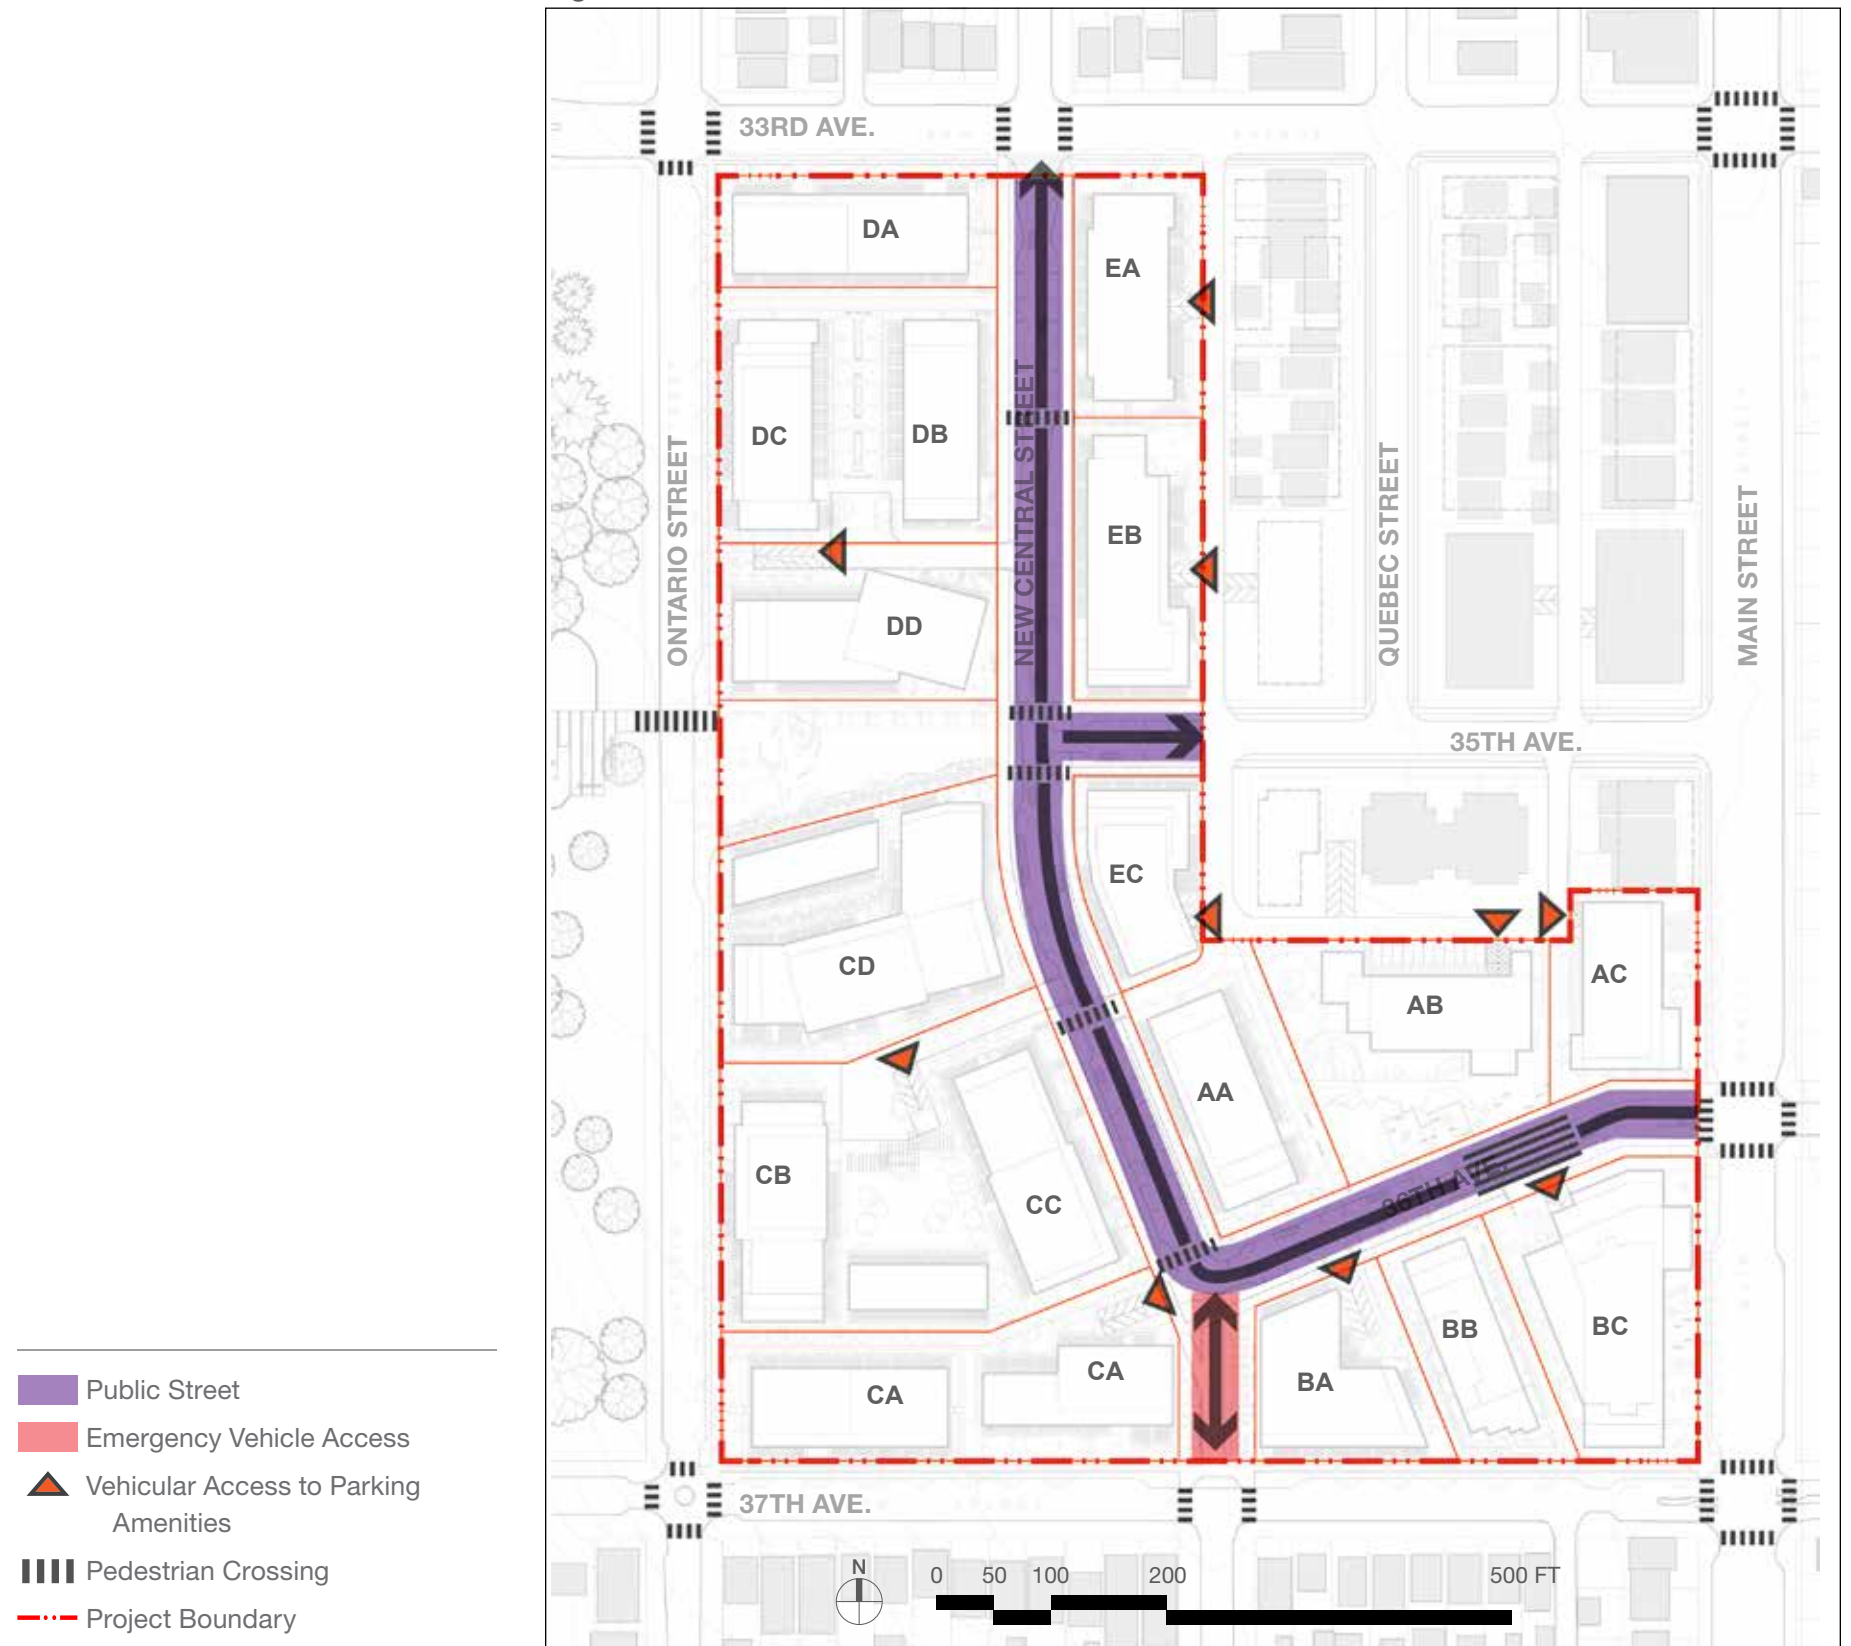 33RD AVE.
DA
EA
DC
DB
NEW CENTRAL STREET
ONTARIO STREET
QUEBEC STREET
MAIN STREET
EB
DD
35TH AVE.
EC
CD
AC
AB
AA
CB
CC
36TH AVE.
BB
BC
CA
CA
BA
37TH AVE.
N
0 50 100 200 500 FT
Public Street
Emergency Vehicle Access
Vehicular Access to Parking
Amenities
Pedestrian Crossing
Project Boundary